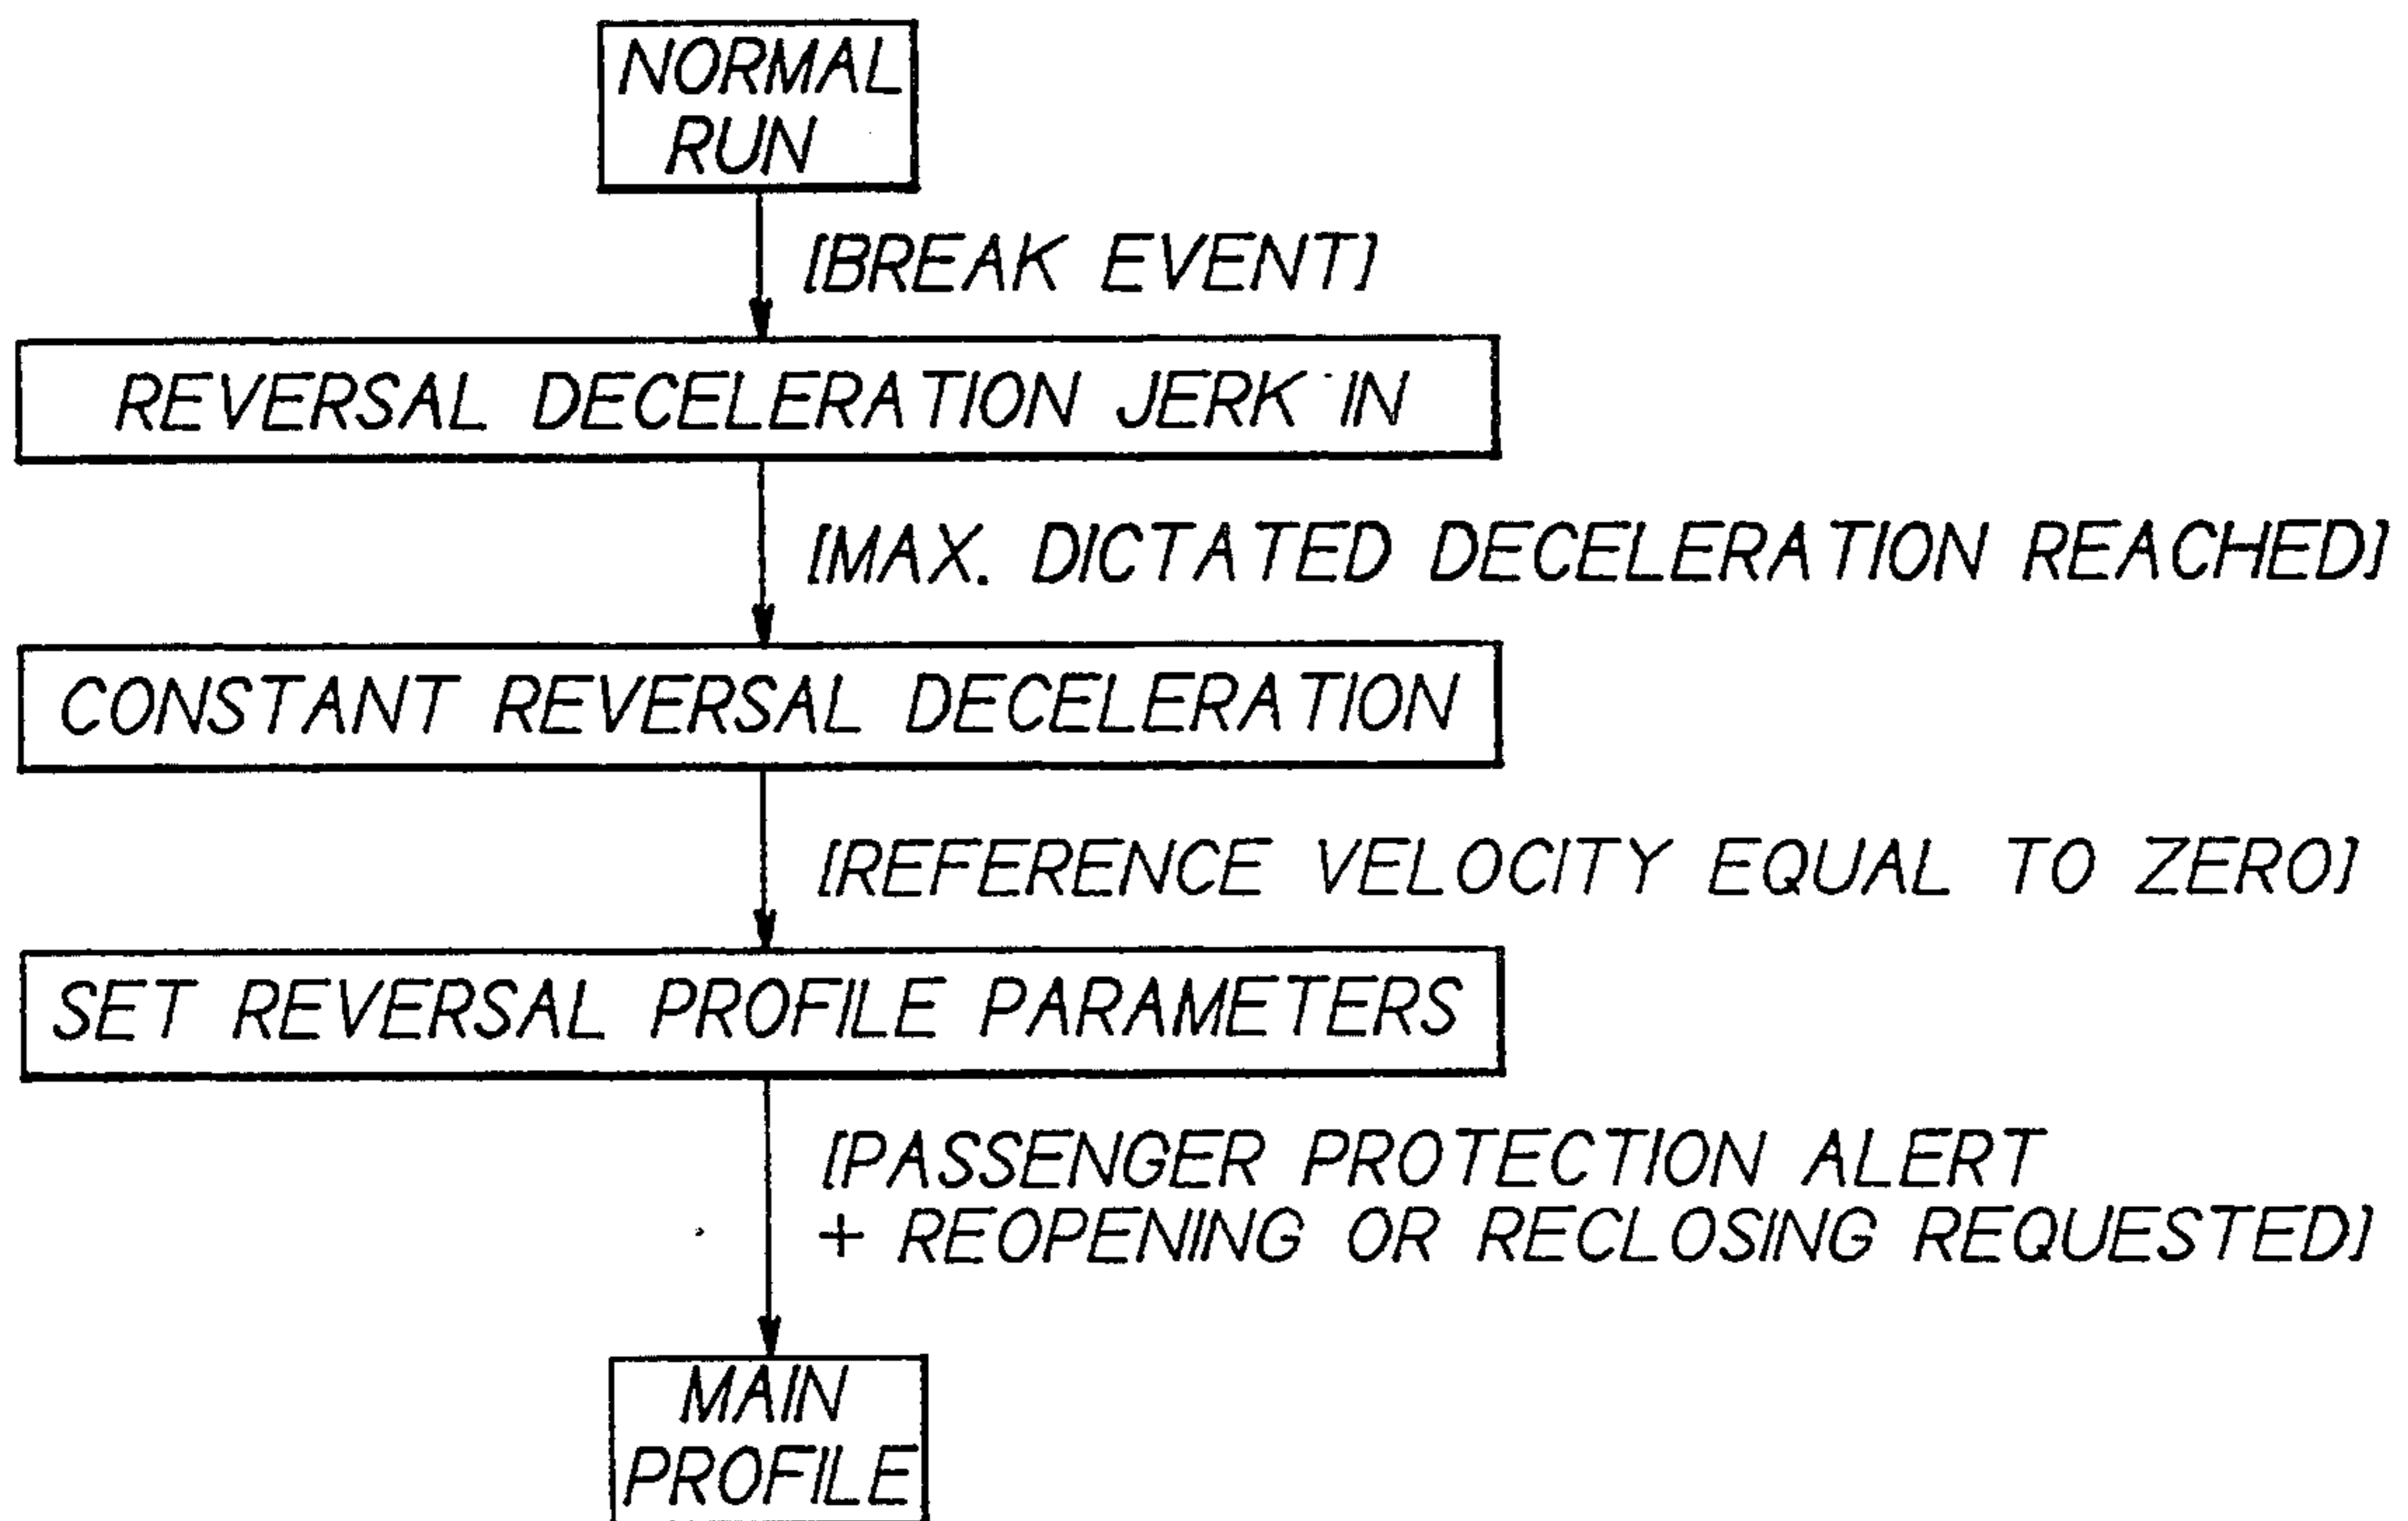 NORMAL
RUN
[BREAK EVENT]
REVERSAL DECELERATION JERK IN
[MAX. DICTATED DECELERATION REACHED]
CONSTANT REVERSAL DECELERATION
[REFERENCE VELOCITY EQUAL TO ZERO]
SET REVERSAL PROFILE PARAMETERS
[PASSENGER PROTECTION ALERT
+ REOPENING OR RECLOSING REQUESTED]
MAIN
PROFILE